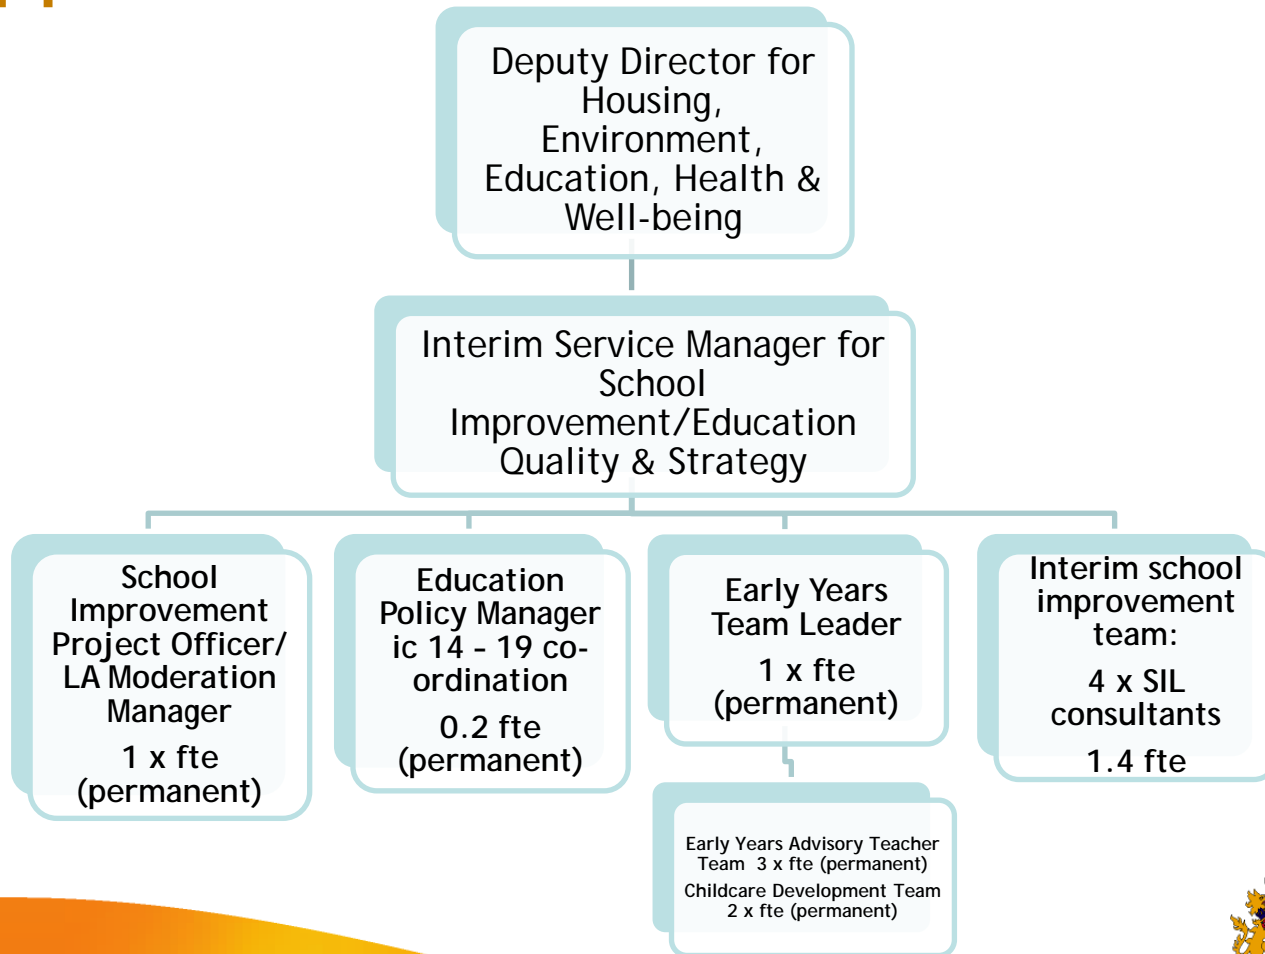 Deputy Director for
Housing,
Environment,
Education, Health &
Well-being
Interim Service Manager for
School
Improvement/Education
Quality & Strategy
School
Improvement
Project Officer/
LA Moderation
Manager
1 x fte
(permanent)
Education
Policy Manager
ic 14 – 19 co-
ordination
0.2 fte
(permanent)
Early Years
Team Leader
1 x fte
(permanent)
Interim school
improvement
team:
4 x SIL
consultants
1.4 fte
Early Years Advisory Teacher
Team 3 x fte (permanent)
Childcare Development Team
2 x fte (permanent)